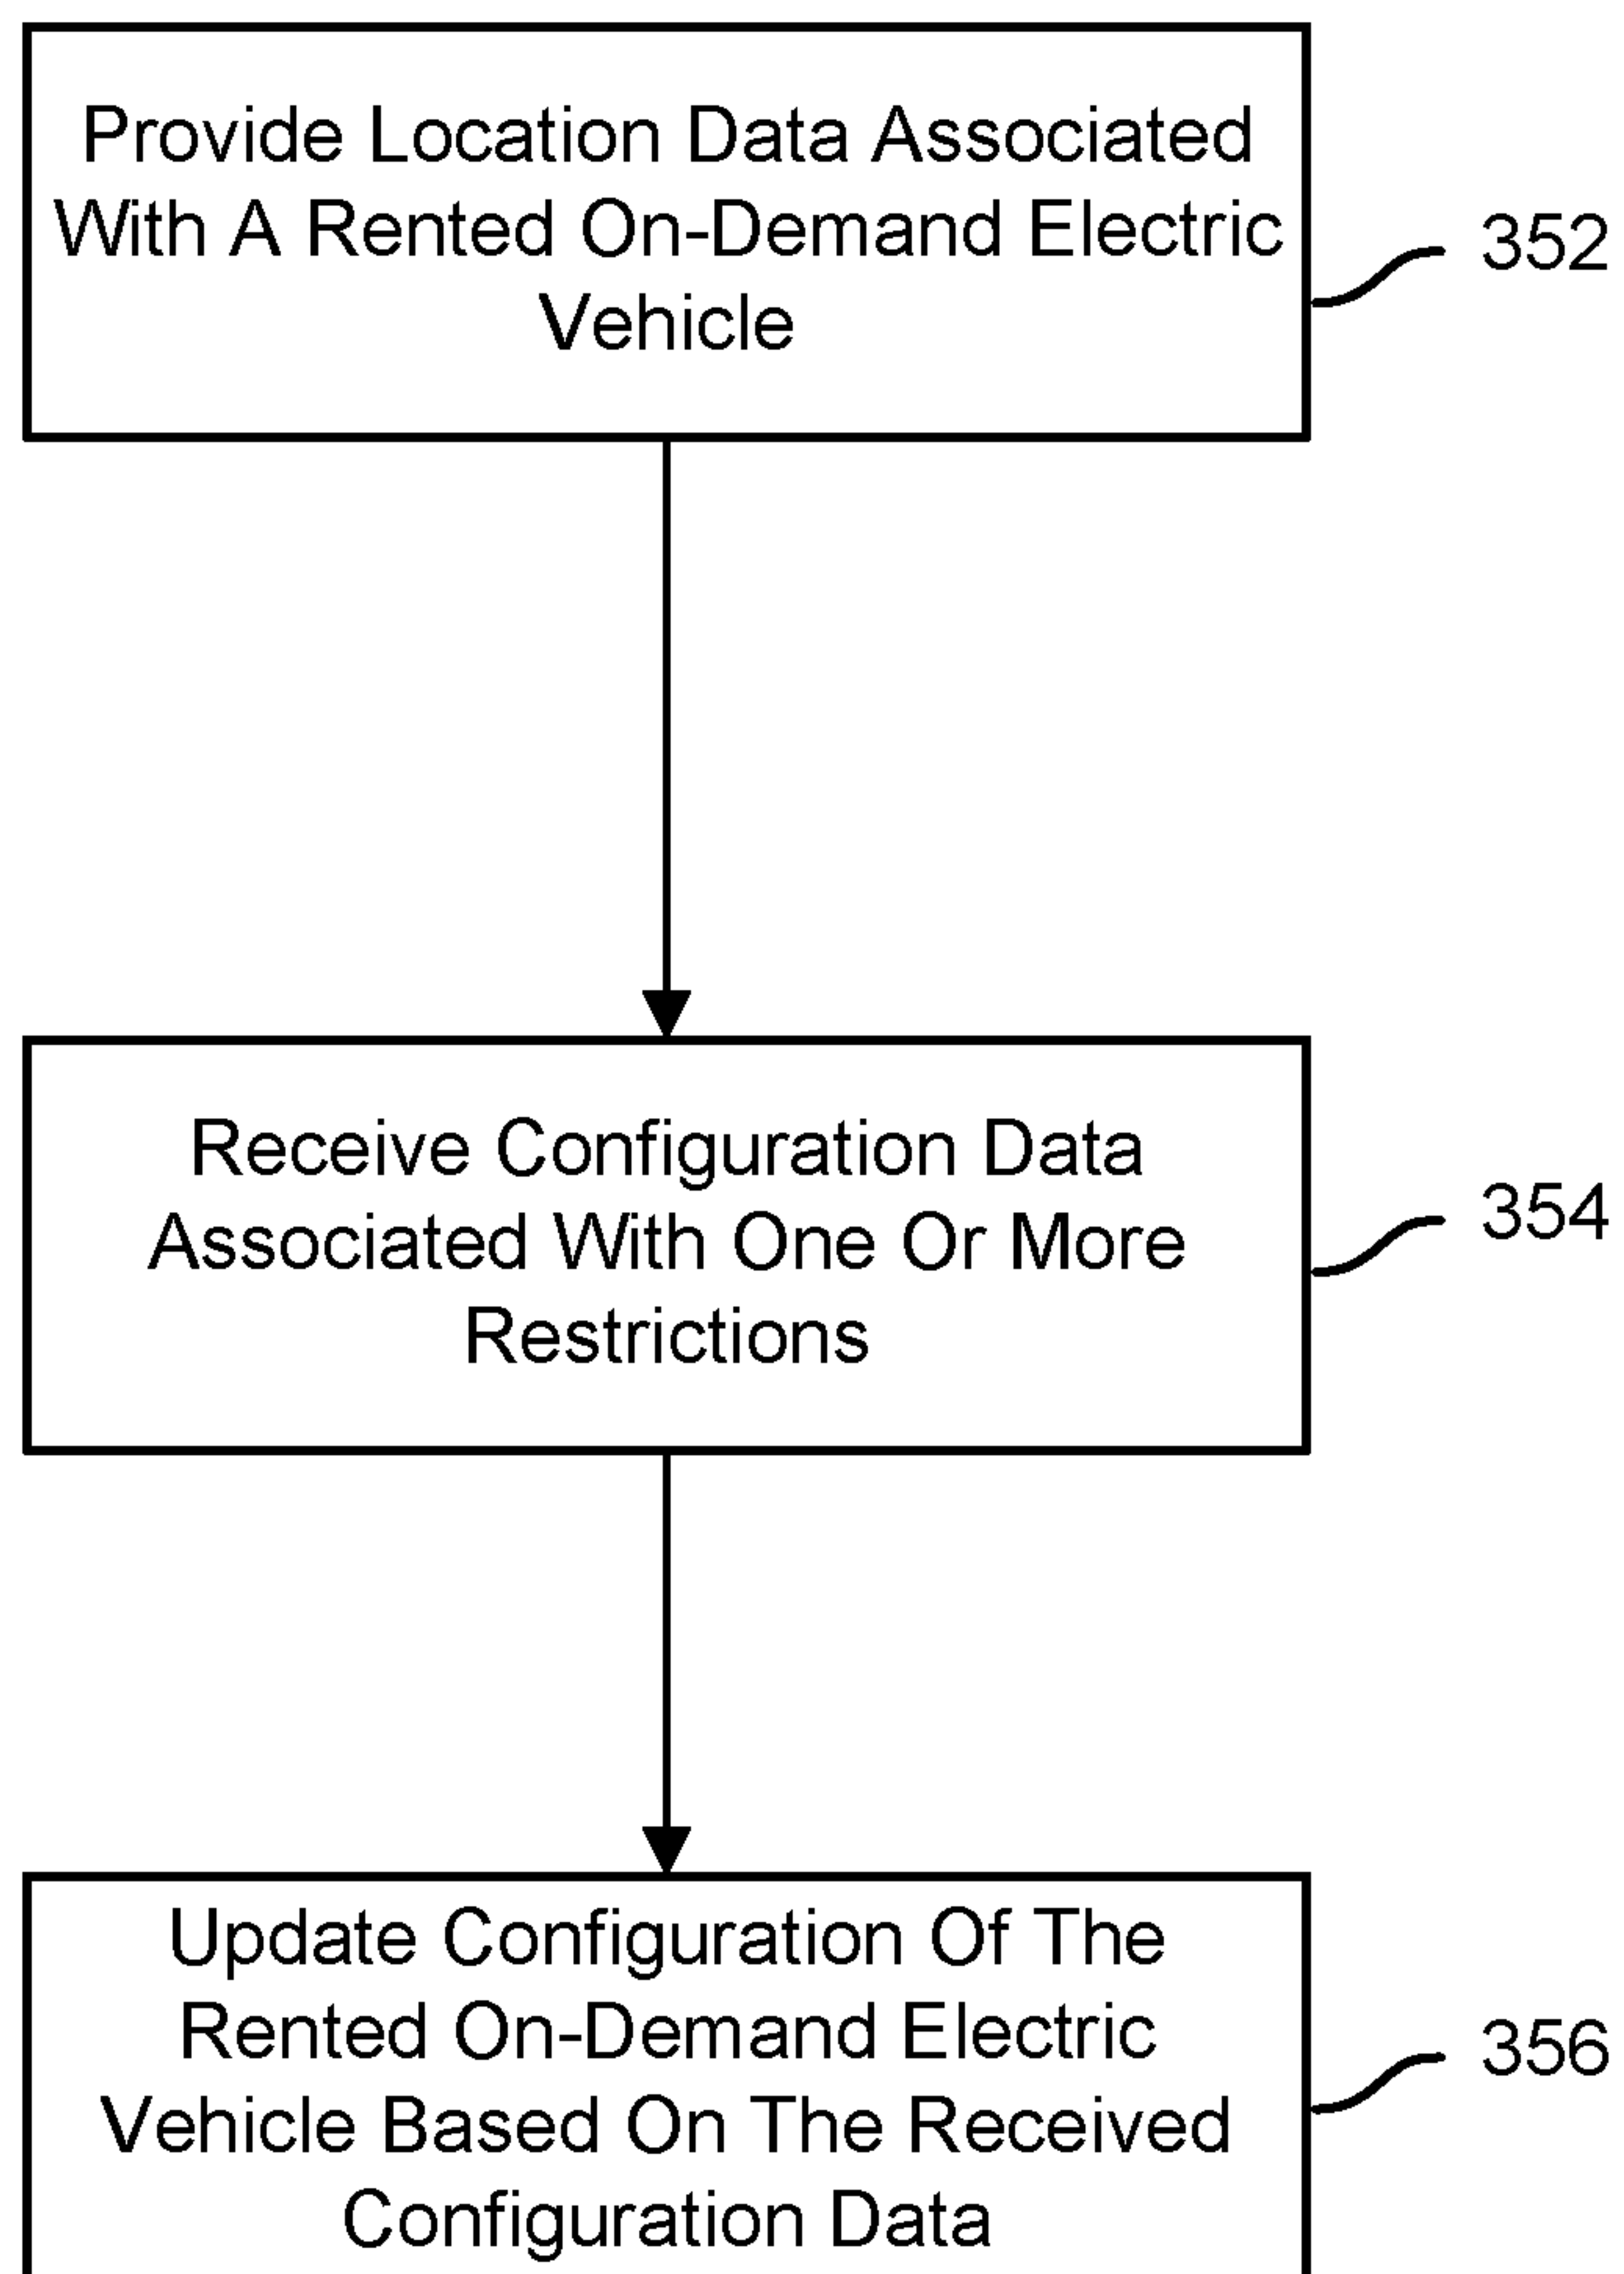 Provide Location Data Associated
With A Rented On-Demand Electric
Vehicle
352
Receive Configuration Data
Associated With One Or More
Restrictions
354
Update Configuration Of The
Rented On-Demand Electric
Vehicle Based On The Received
Configuration Data
356